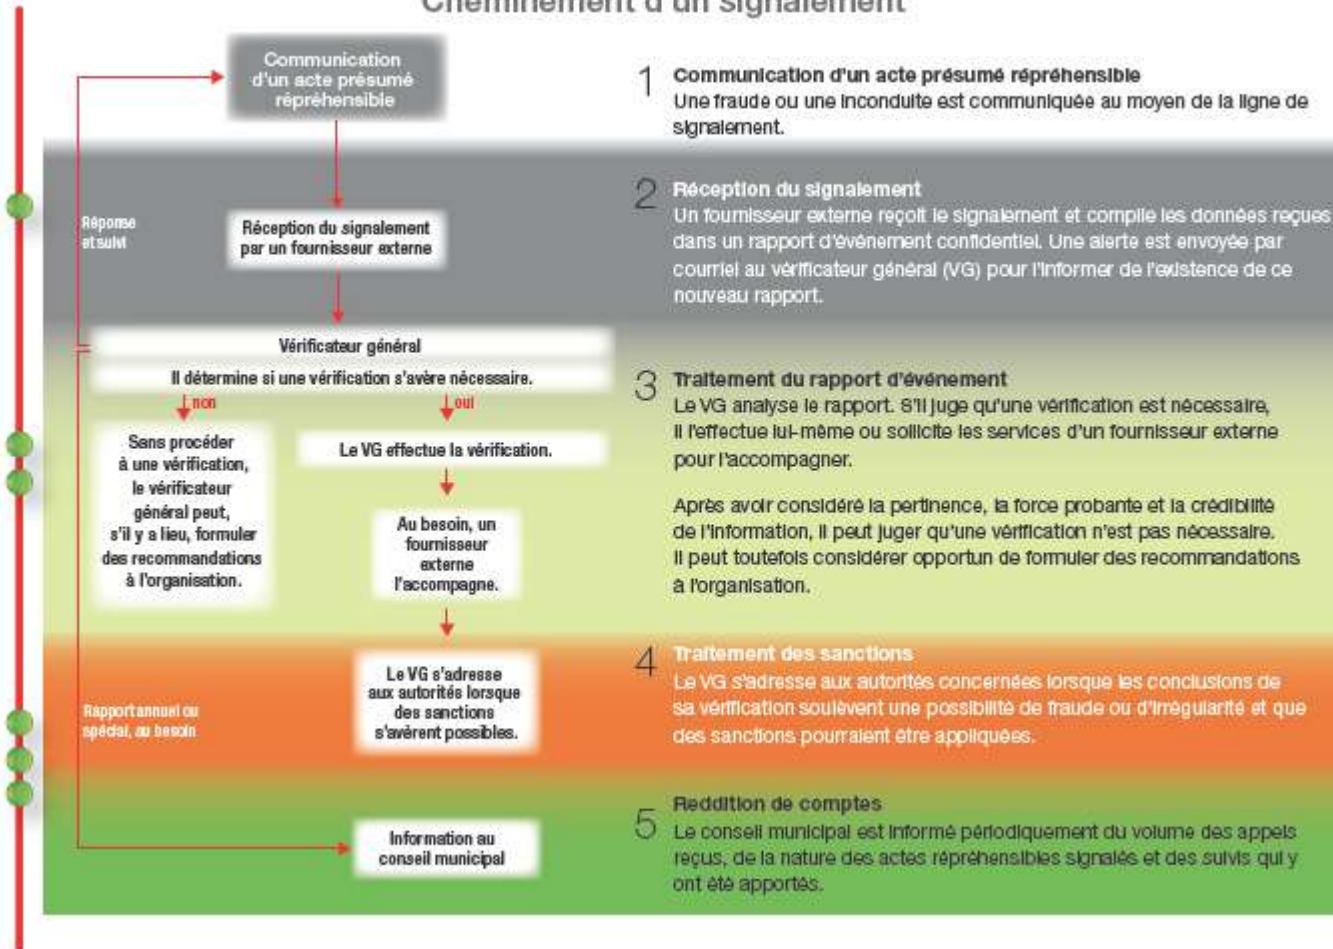 Cheminement d'un signalement
Communication
d'un acte présumé
répréhensible
Réponse
et suivi
Réception du signalement
par un fournisseur externe
Vérificateur général
Il détermine si une vérification s'avère nécessaire.
non
oui
Sans procéder
à une vérification,
le vérificateur
général peut,
s'il y a lieu, formuler
des recommandations
à l'organisation.
Le VG effectue la vérification.
Au besoin, un
fournisseur
externe
l'accompagne.
Le VG s'adresse
aux autorités lorsque
des sanctions
s'avèrent possibles.
Rapport annuel ou
spécial, au besoin
Information au
conseil municipal
1 Communication d'un acte présumé répréhensible
Une fraude ou une inconduite est communiquée au moyen de la ligne de
signalement.
2 Réception du signalement
Un fournisseur externe reçoit le signalement et compile les données reçues
dans un rapport d'événement confidentiel. Une alerte est envoyée par
courriel au vérificateur général (VG) pour l'informer de l'existence de ce
nouveau rapport.
3 Traitement du rapport d'événement
Le VG analyse le rapport. S'il juge qu'une vérification est nécessaire,
il l'effectue lui-même ou sollicite les services d'un fournisseur externe
pour l'accompagner.
Après avoir considéré la pertinence, la force probante et la crédibilité
de l'information, il peut juger qu'une vérification n'est pas nécessaire.
Il peut toutefois considérer opportun de formuler des recommandations
à l'organisation.
4 Traitement des sanctions
Le VG s'adresse aux autorités concernées lorsque les conclusions de
sa vérification soulèvent une possibilité de fraude ou d'irrégularité et que
des sanctions pourraient être appliquées.
5 Reddition de comptes
Le conseil municipal est informé périodiquement du volume des appels
reçus, de la nature des actes répréhensibles signalés et des suivis qui y
ont été apportés.